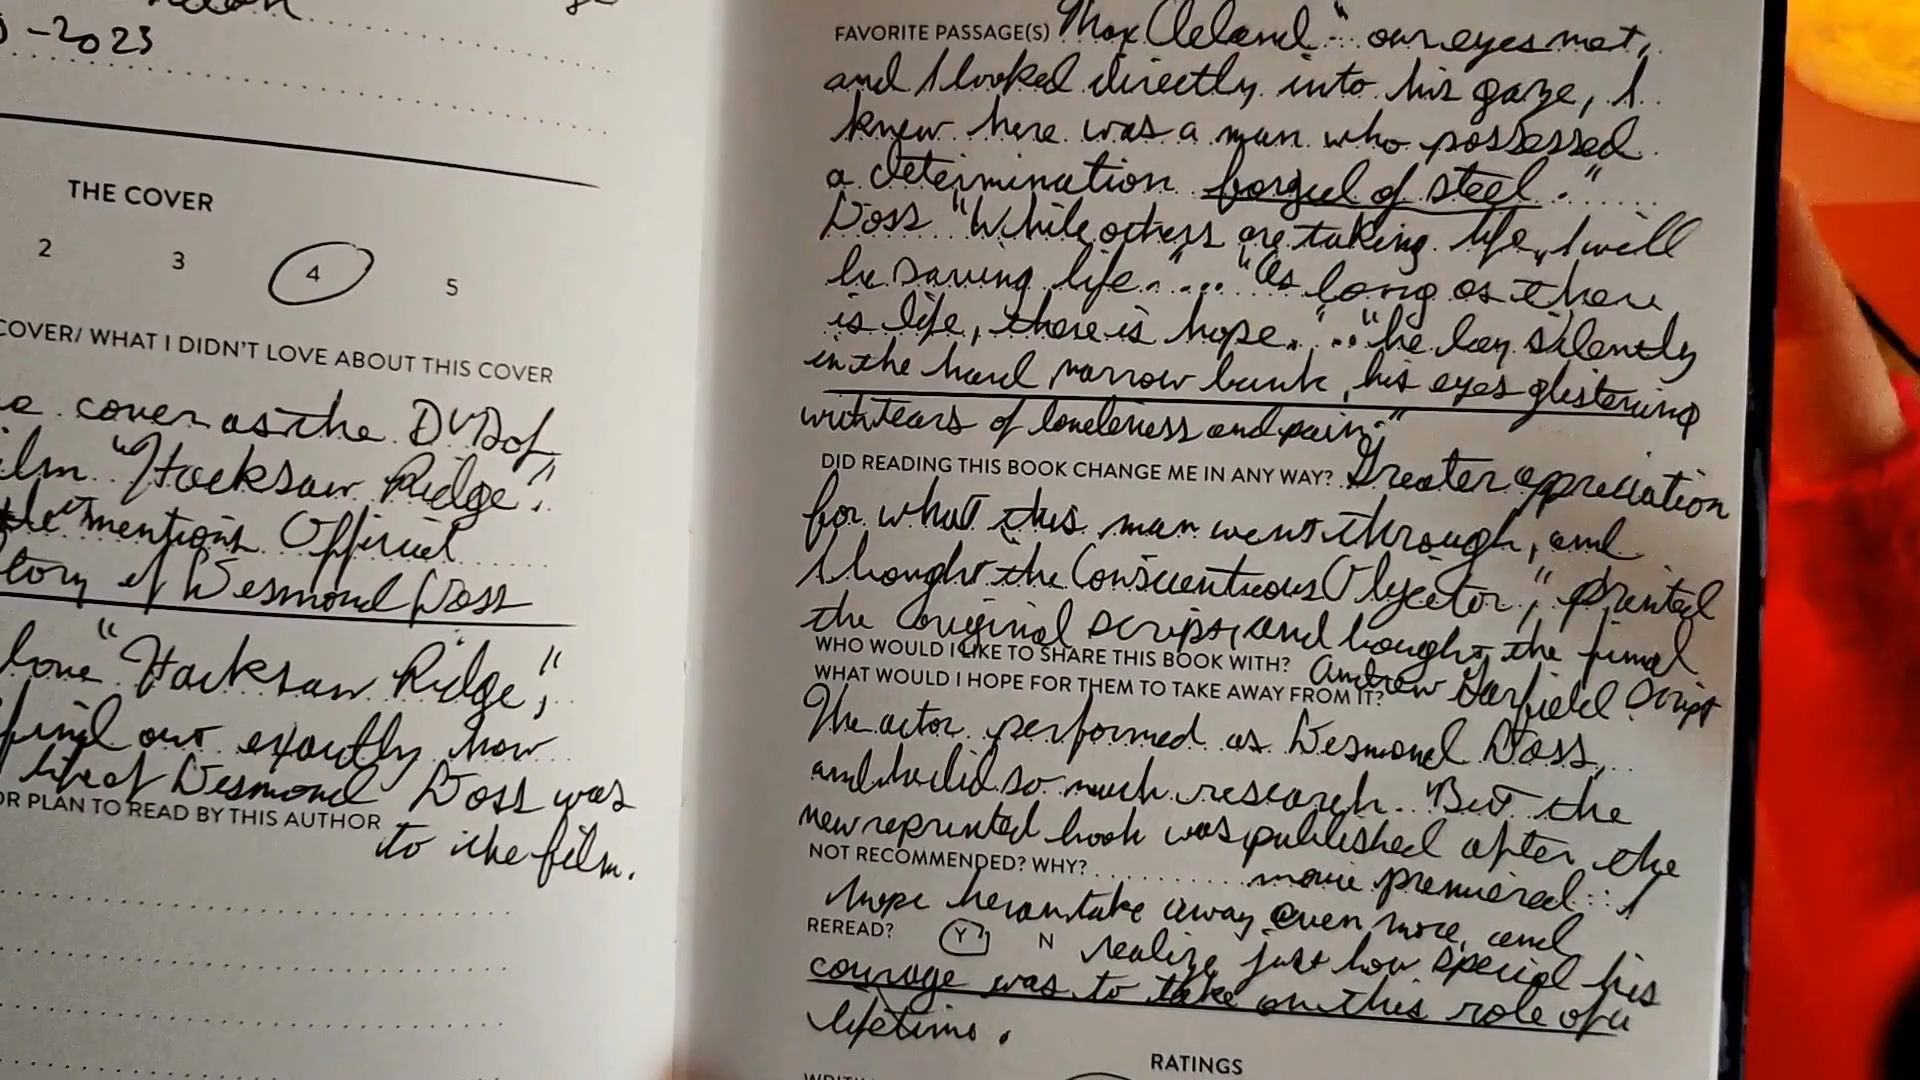 -2023
THE COVER
2 3 4 5
COVER/ WHAT I DIDN'T LOVE ABOUT THIS COVER
cover as the DVD of
"Hacksaw Ridge."
the mentions Official
tory of Desmond Doss
love "Hacksaw Ridge,"
find out exactly how
life of Desmond Doss was
OR PLAN TO READ BY THIS AUTHOR
to the film.
FAVORITE PASSAGE(S) Max Cleland "our eyes met,
and I looked directly into his gaze, I
knew here was a man who possessed
a determination forged of steel."
Doss "While others are taking life, I will
be saving life." ... "As long as there
is life, there is hope." .. "he lay silently
in the hard narrow bunk, his eyes glistening
with tears of loneliness and pain."
DID READING THIS BOOK CHANGE ME IN ANY WAY? Greater appreciation
for what this man went through, and
I bought the Conscientious Objector," printed
the original script, and bought the final
WHO WOULD I LIKE TO SHARE THIS BOOK WITH? Andrew Garfield Script
WHAT WOULD I HOPE FOR THEM TO TAKE AWAY FROM IT?
The actor performed as Desmond Doss,
and he did so much research. But the
new reprinted book was published after the
NOT RECOMMENDED? WHY? movie premiered. I
hope he can take away even more, and
REREAD? Y N realize just how special his
courage was to take on this role of a
lifetime.
RATINGS